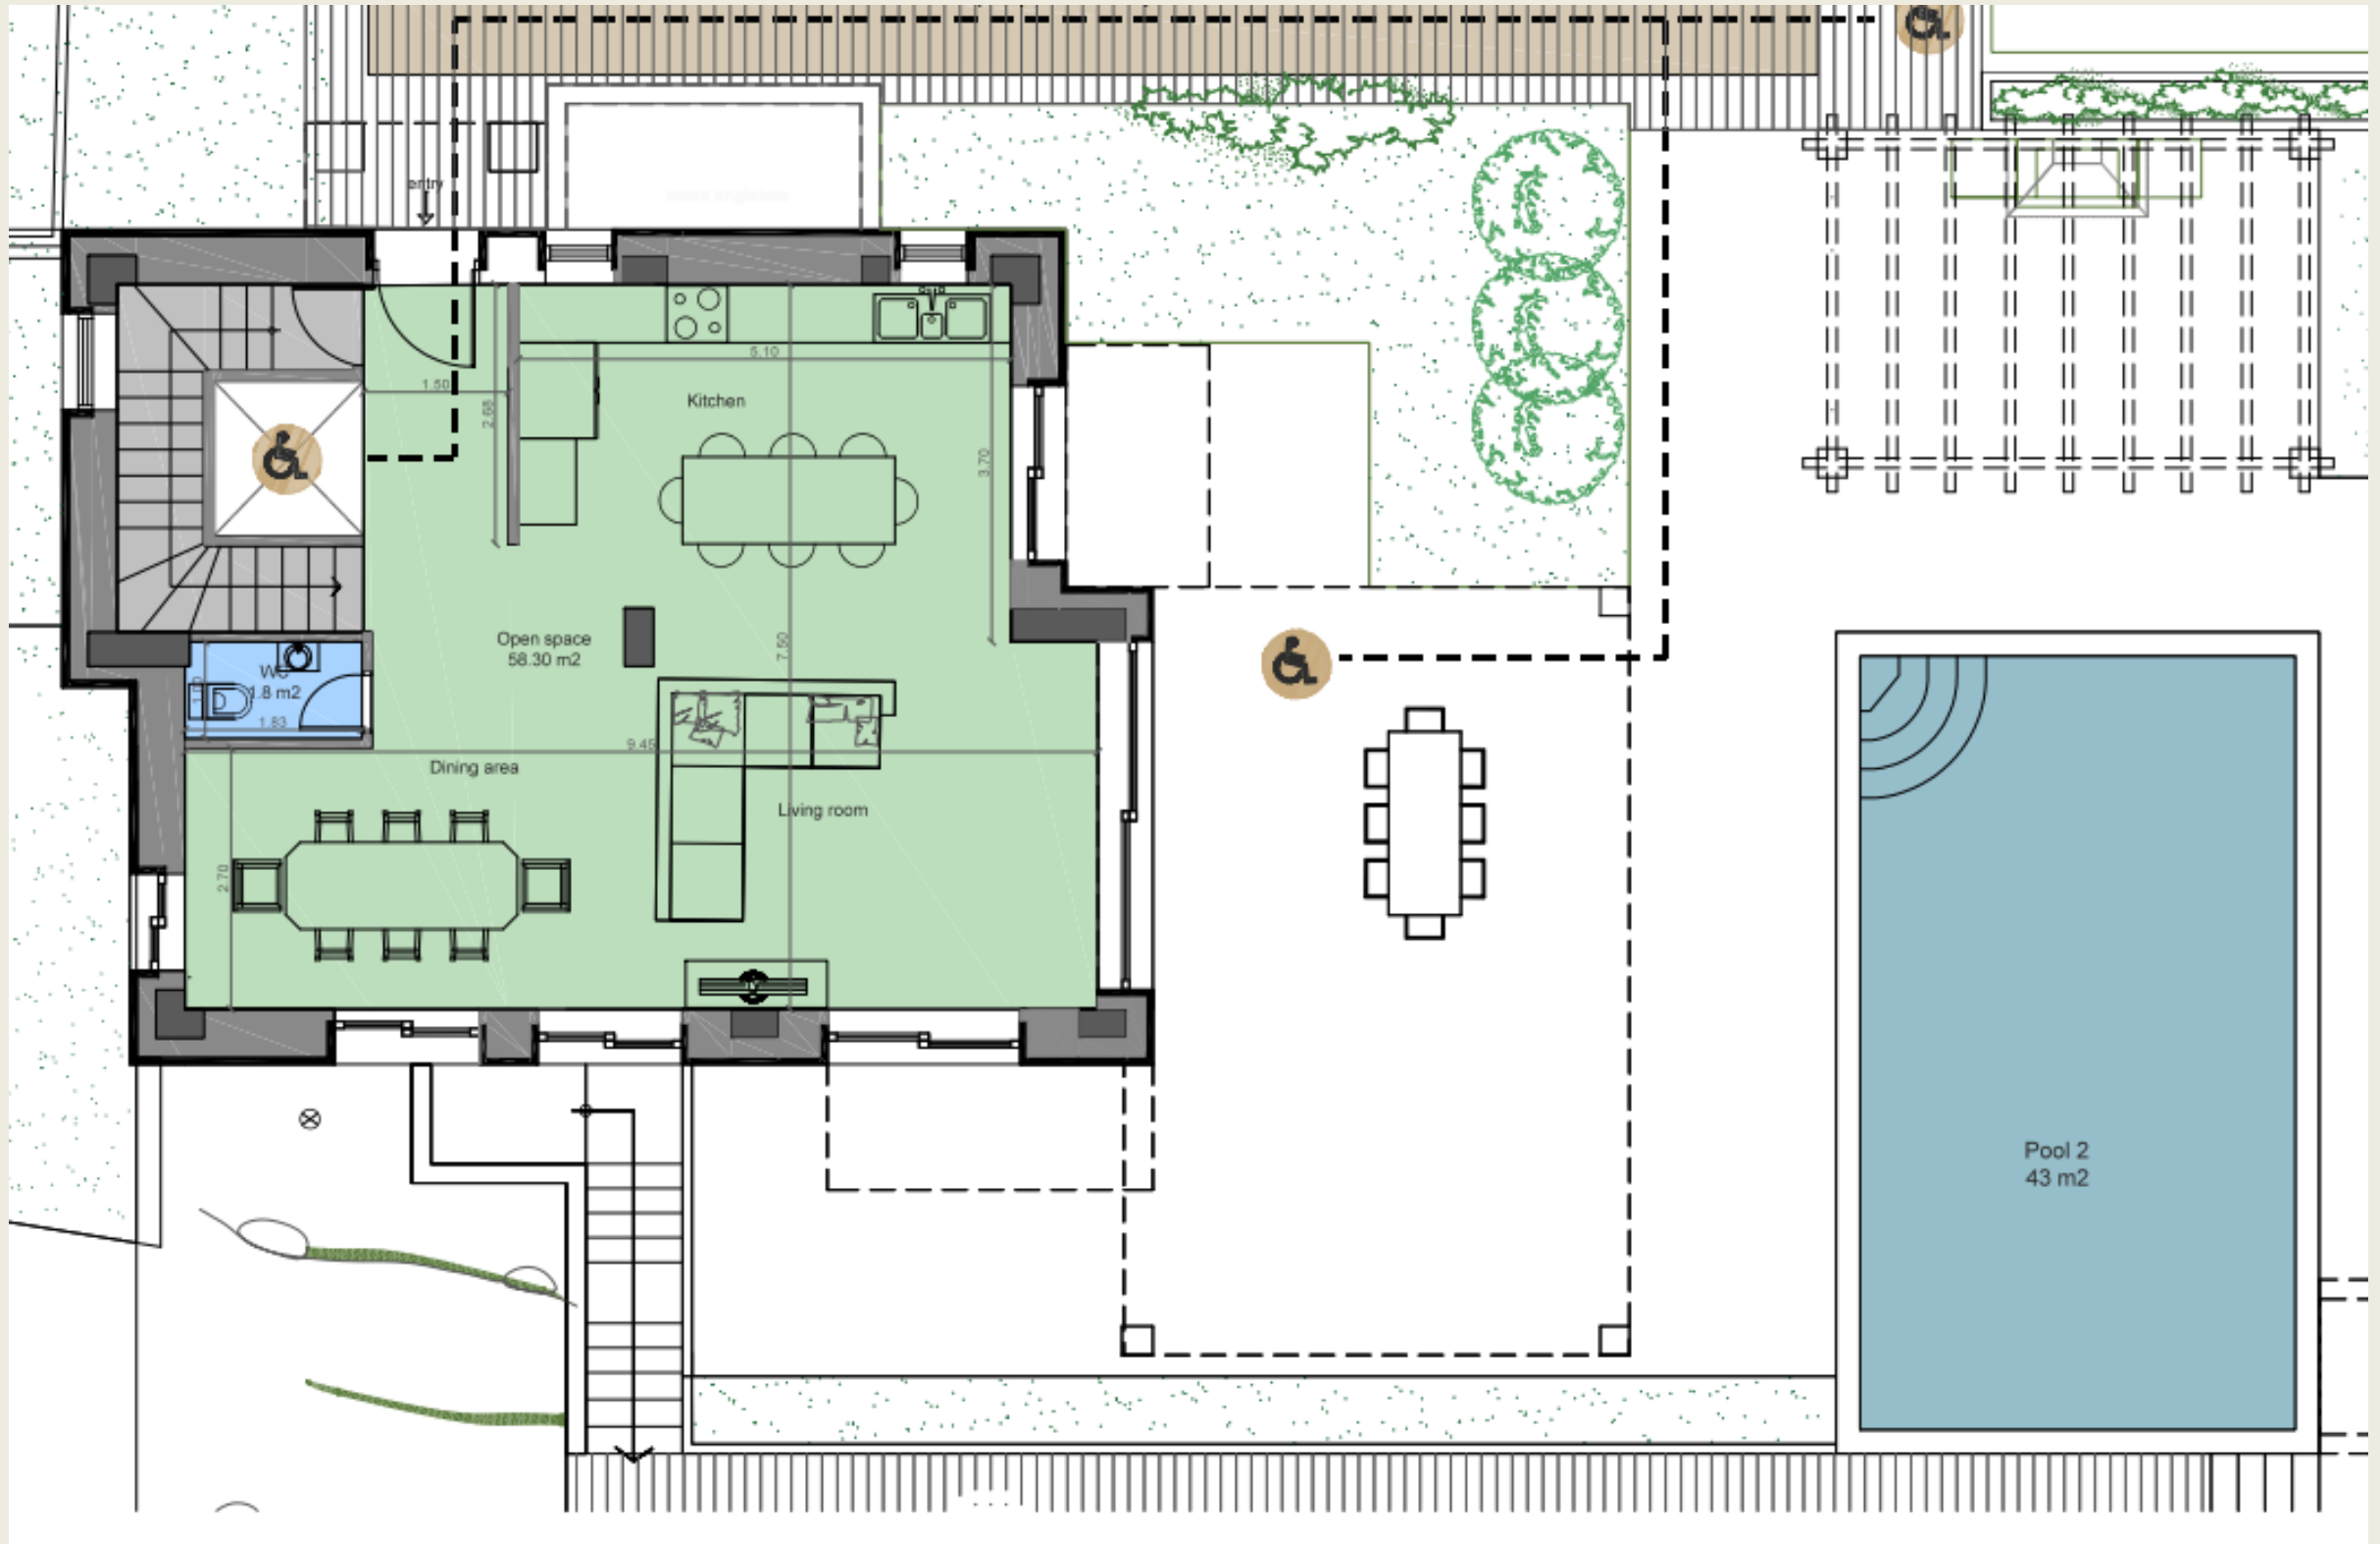 entry
5.10
1.50
2.68
Kitchen
3.70
Open space
58.30 m2
7.50
WC
1.8 m2
1.83
9.45
Dining area
Living room
2.70
Pool 2
43 m2